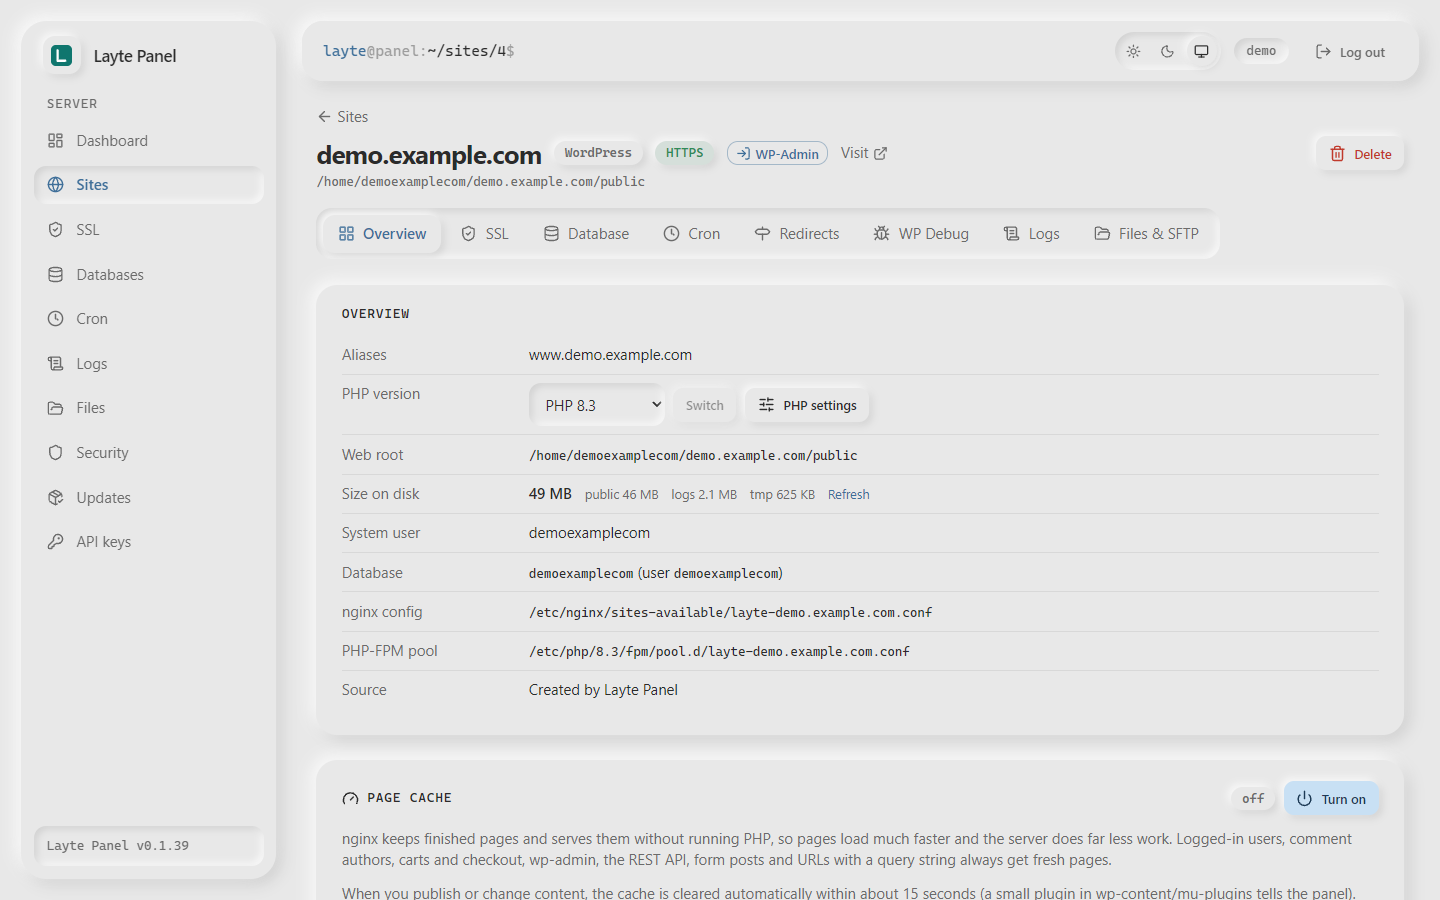 Layte Panel
SERVER
Dashboard
Sites
SSL
Databases
Cron
Logs
Files
Security
Updates
API keys
Layte Panel v0.1.39
layte@panel:~/sites/4$
demo
Log out
Sites
demo.example.com WordPress HTTPS WP-Admin Visit
Delete
/home/demoexamplecom/demo.example.com/public
Overview SSL Database Cron Redirects WP Debug Logs Files & SFTP
OVERVIEW
Aliases www.demo.example.com
PHP version PHP 8.3 Switch PHP settings
Web root /home/demoexamplecom/demo.example.com/public
Size on disk 49 MB public 46 MB logs 2.1 MB tmp 625 KB Refresh
System user demoexamplecom
Database demoexamplecom (user demoexamplecom)
nginx config /etc/nginx/sites-available/layte-demo.example.com.conf
PHP-FPM pool /etc/php/8.3/fpm/pool.d/layte-demo.example.com.conf
Source Created by Layte Panel
PAGE CACHE off Turn on
nginx keeps finished pages and serves them without running PHP, so pages load much faster and the server does far less work. Logged-in users, comment
authors, carts and checkout, wp-admin, the REST API, form posts and URLs with a query string always get fresh pages.
When you publish or change content, the cache is cleared automatically within about 15 seconds (a small plugin in wp-content/mu-plugins tells the panel).